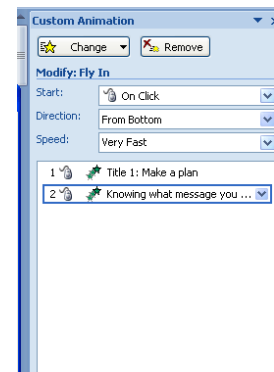 Custom Animation
Change Remove
Modify: Fly In
Start: On Click
Direction: From Bottom
Speed: Very Fast
1 Title 1: Make a plan
2 Knowing what message you ...